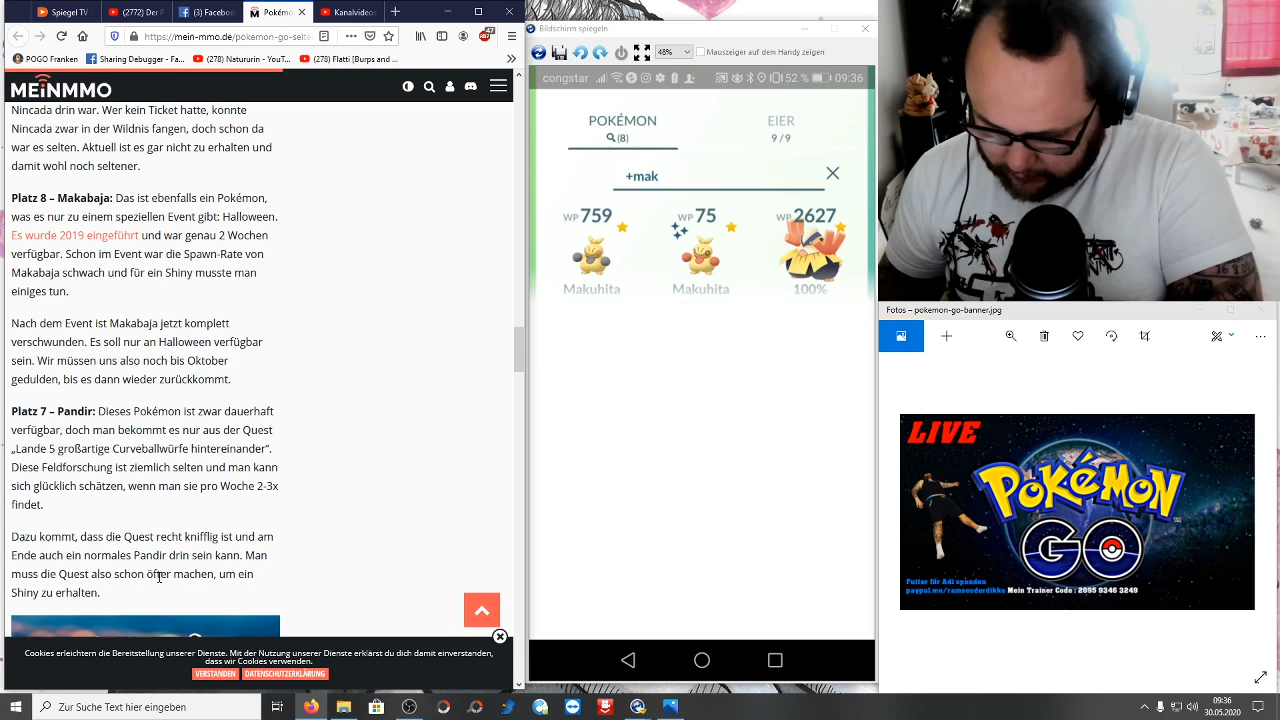 Spiegel TV
(2772) Der R
(3) Facebook
Pokémo
Kanalvideos
https://mein-mmo.de/pokemon-go-selte
47
POGO Franken
Sharing Debugger - Fa...
(278) Natururin - YouT...
(278) Flatti [Burps and ...
MEiNMMO
Nincada drin war. Wer kein Ticket hatte, konnte
Nincada zwar in der Wildnis fangen, doch schon da
war es selten. Aktuell ist es gar nicht zu erhalten und
damit wohl noch seltener.
Platz 8 – Makabaja: Das ist ebenfalls ein Pokémon,
was es nur zu einem speziellen Event gibt: Halloween.
Es wurde 2019 eingeführt und war genau 2 Wochen
verfügbar. Schon im Event war die Spawn-Rate von
Makabaja schwach und für ein Shiny musste man
einiges tun.
Nach dem Event ist Makabaja jetzt komplett
verschwunden. Es soll nur an Halloween verfügbar
sein. Wir müssen uns also noch bis Oktober
gedulden, bis es dann wieder zurückkommt.
Platz 7 – Pandir: Dieses Pokémon ist zwar dauerhaft
verfügbar, doch man bekommt es nur aus der Quest
„Lande 5 großartige Curveballwürfe hintereinander“.
Diese Feldforschung ist ziemlich selten und man kann
sich glücklich schätzen, wenn man sie pro Woche 2-3x
findet.
Dazu kommt, dass die Quest recht knifflig ist und am
Ende auch ein normales Pandir drin sein kann. Man
muss die Quest also schon öfter machen, um ein
Shiny zu erhalten.
Cookies erleichtern die Bereitstellung unserer Dienste. Mit der Nutzung unserer Dienste erklärst du dich damit einverstanden,
dass wir Cookies verwenden.
VERSTANDEN DATENSCHUTZERKLÄRUNG
Bildschirm spiegeln
48% Mauszeiger auf dem Handy zeigen
congstar 52 % 09:36
POKÉMON EIER
(8) 9 / 9
+mak
WP 759 WP 75 WP 2627
Makuhita Makuhita 100%
Fotos – pokemon-go-banner.jpg
LIVE
POKéMON
TM
GO
Futter für Adi spenden
paypal.me/ramsesderdikke Mein Trainer Code : 2095 9346 3249
Zur Suche Text hier eingeben
09:36
30.05.2020